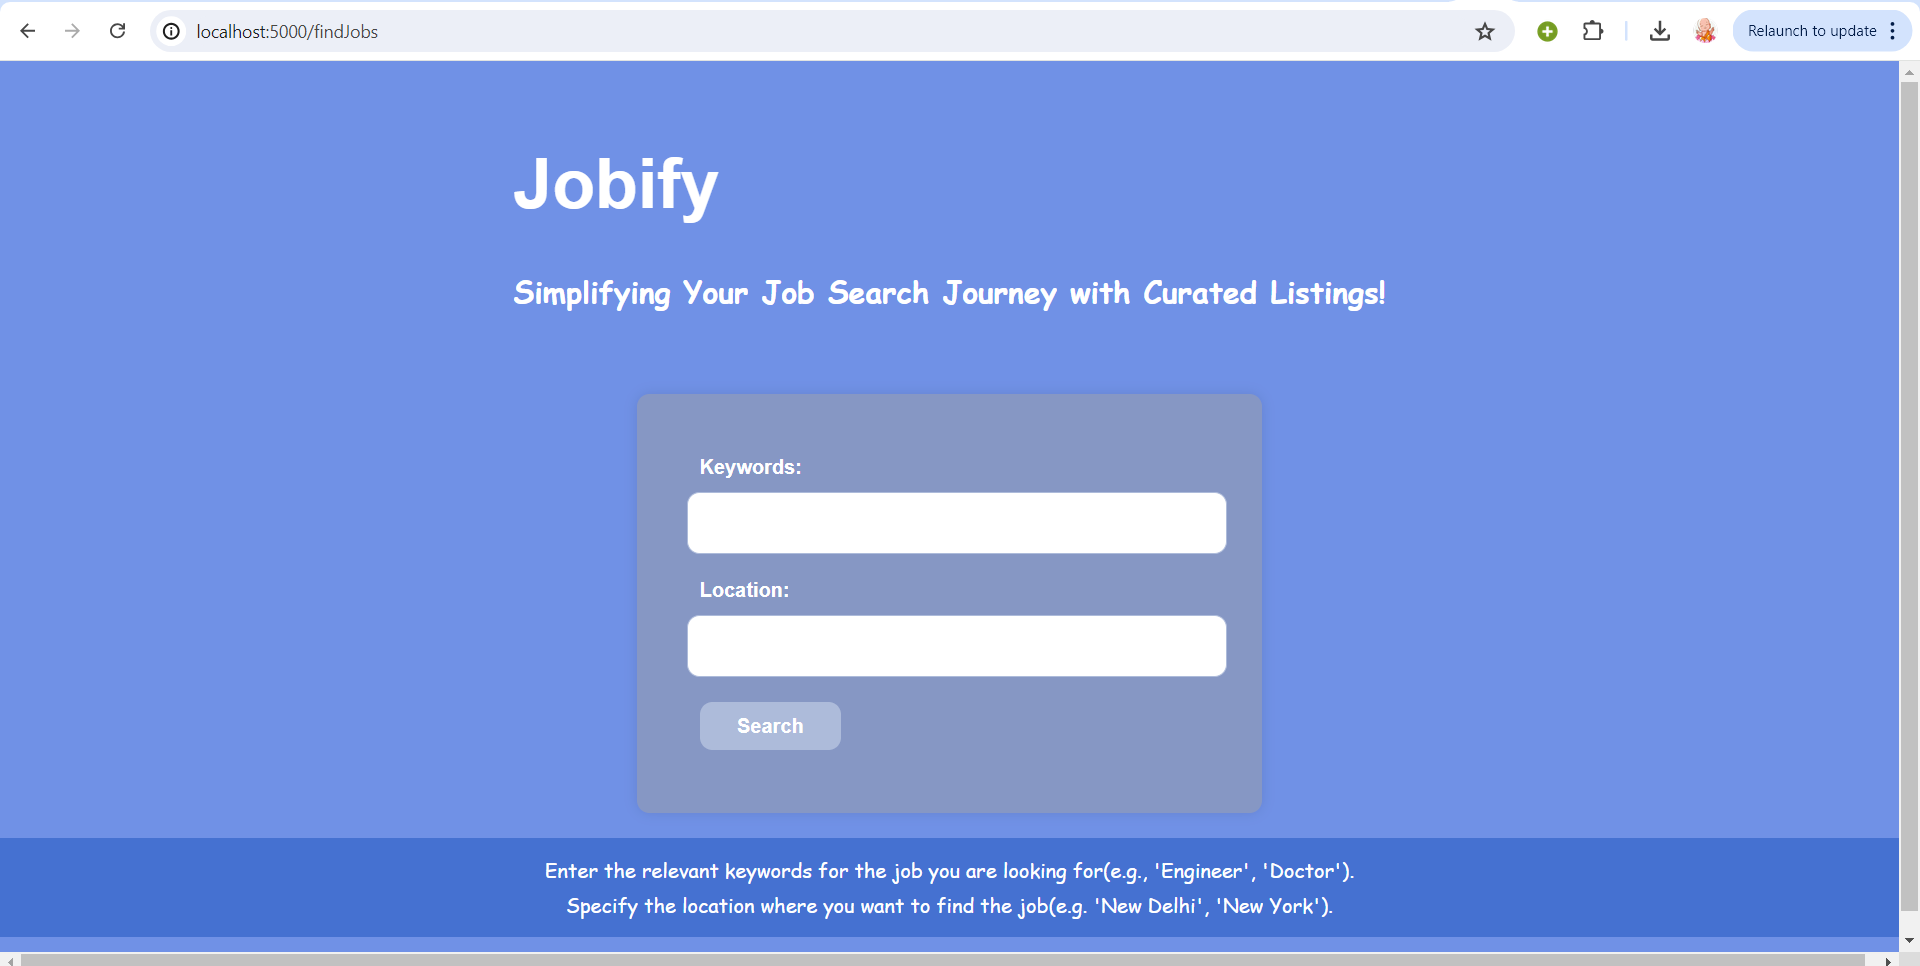 localhost:5000/findJobs
Relaunch to update
Jobify
Simplifying Your Job Search Journey with Curated Listings!
Keywords:
Location:
Search
Enter the relevant keywords for the job you are looking for(e.g., 'Engineer', 'Doctor').
Specify the location where you want to find the job(e.g. 'New Delhi', 'New York').